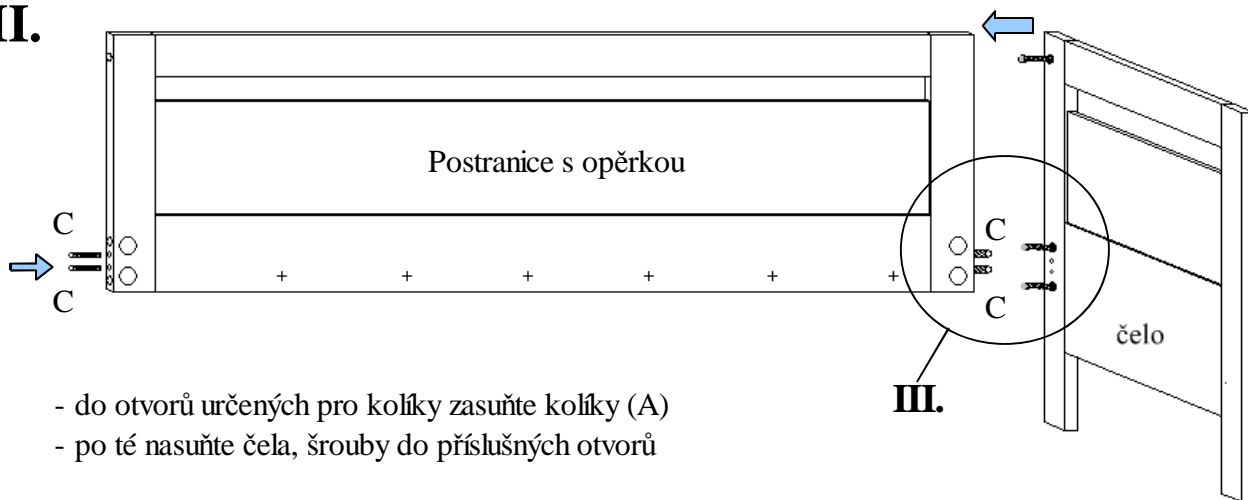 II.
Postranice s opěrkou
C
C
C
C
čelo
III.
- do otvorů určených pro kolíky zasuňte kolíky (A)
- po té nasuňte čela, šrouby do příslušných otvorů